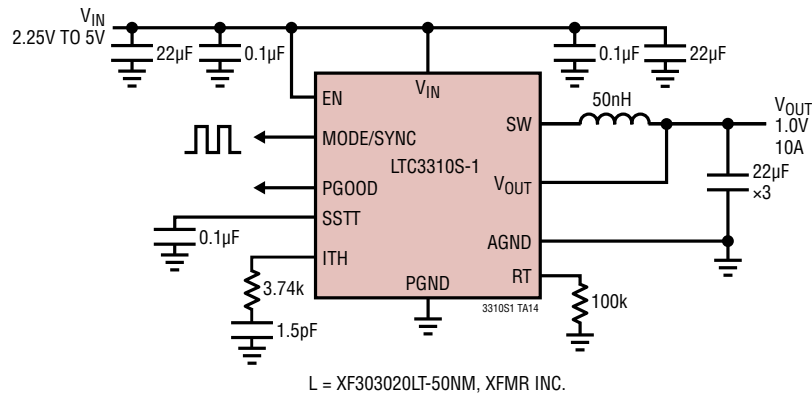 VIN
2.25V TO 5V
22µF
0.1µF
0.1µF
22µF
EN
VIN
MODE/SYNC
SW
50nH
VOUT
1.0V
10A
LTC3310S-1
PGOOD
VOUT
22µF
×3
SSTT
0.1µF
AGND
ITH
RT
3.74k
PGND
100k
3310S1 TA14
1.5pF
L = XF303020LT-50NM, XFMR INC.